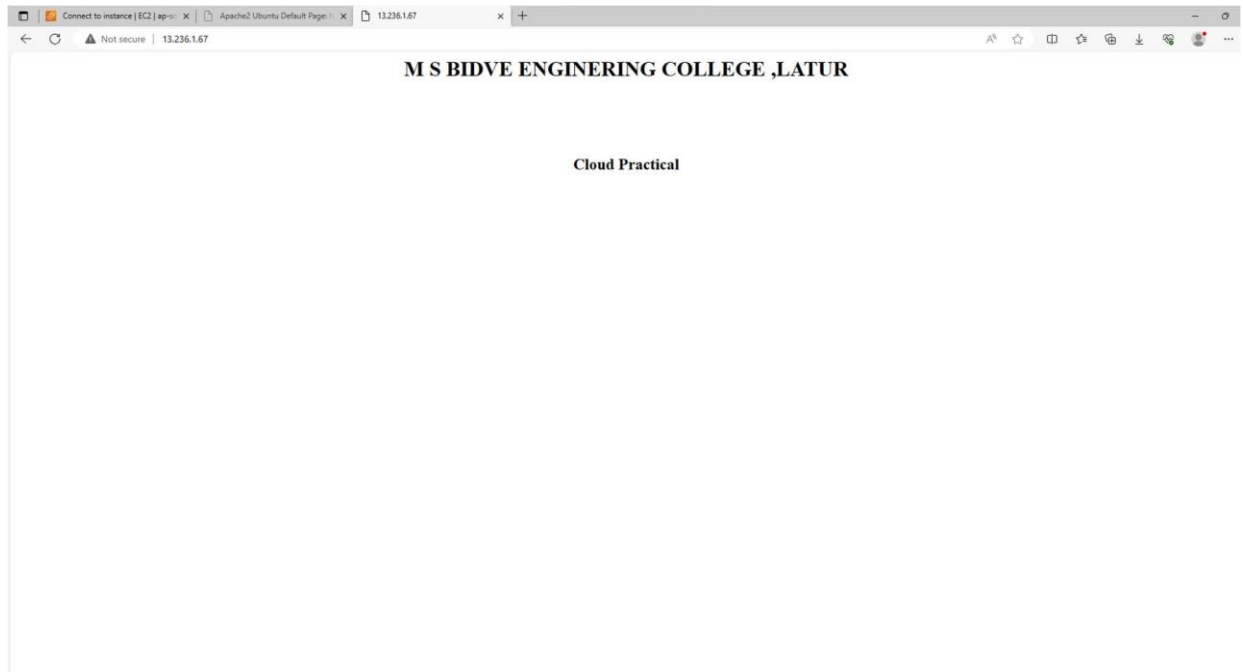 Connect to instance | EC2 | ap-so
Apache2 Ubuntu Default Page: I
13.236.1.67
Not secure | 13.236.1.67
M S BIDVE ENGINERING COLLEGE ,LATUR
Cloud Practical